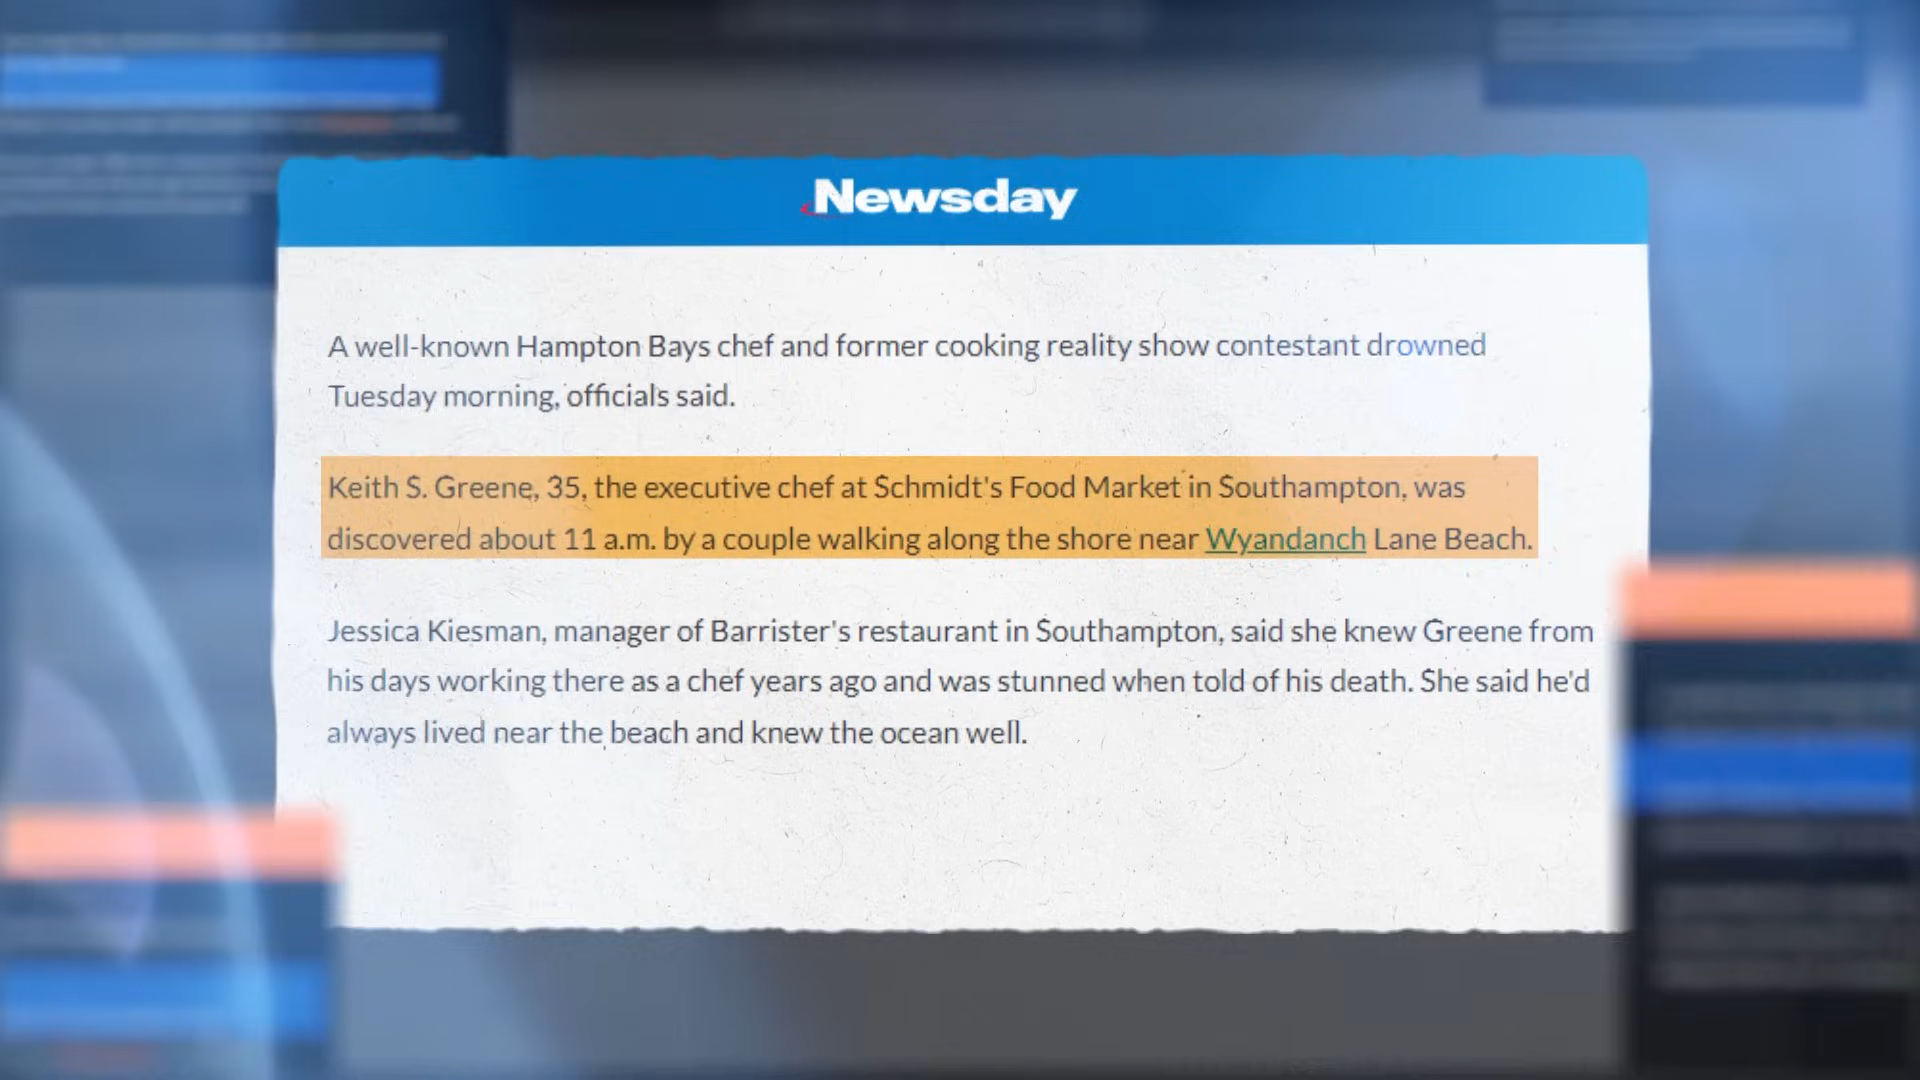 Newsday
A well-known Hampton Bays chef and former cooking reality show contestant drowned
Tuesday morning, officials said.
Keith S. Greene, 35, the executive chef at Schmidt's Food Market in Southampton, was
discovered about 11 a.m. by a couple walking along the shore near Wyandanch Lane Beach.
Jessica Kiesman, manager of Barrister's restaurant in Southampton, said she knew Greene from
his days working there as a chef years ago and was stunned when told of his death. She said he'd
always lived near the beach and knew the ocean well.